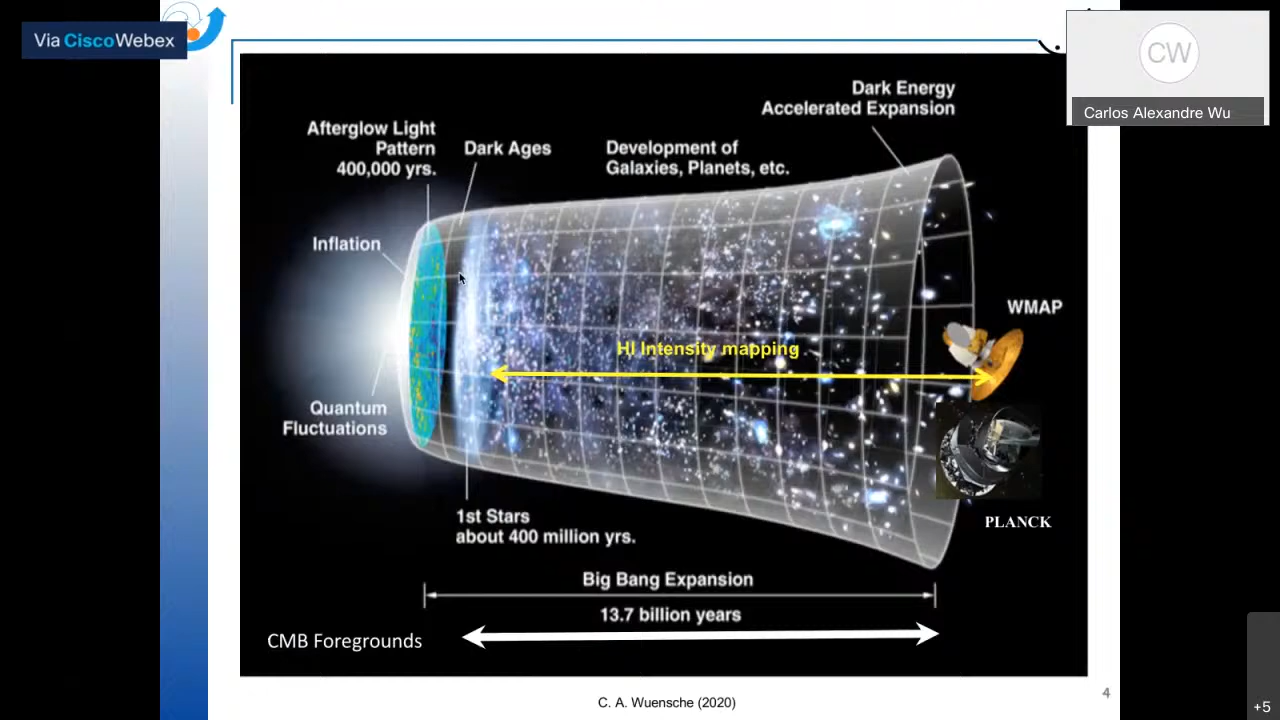 Via Cisco Webex
CW
Carlos Alexandre Wu
Dark Energy
Accelerated Expansion
Afterglow Light
Pattern
400,000 yrs.
Dark Ages
Development of
Galaxies, Planets, etc.
Inflation
WMAP
HI Intensity mapping
Quantum
Fluctuations
PLANCK
1st Stars
about 400 million yrs.
Big Bang Expansion
13.7 billion years
CMB Foregrounds
C. A. Wuensche (2020)
4
+5